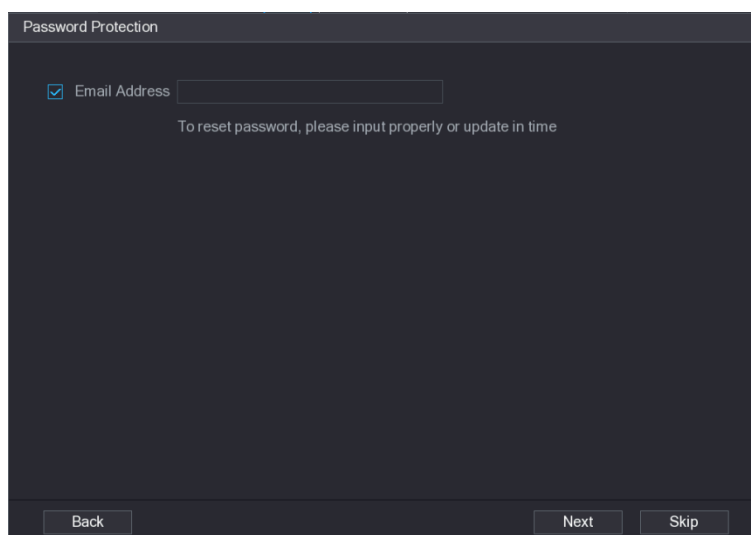 Password Protection
Email Address
To reset password, please input properly or update in time
Back Next Skip